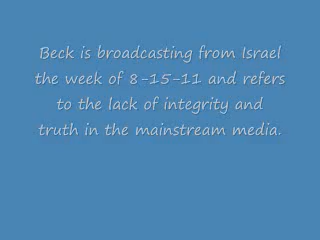 Beck is broadcasting from Israel
the week of 8-15-11 and refers
to the lack of integrity and
truth in the mainstream media.